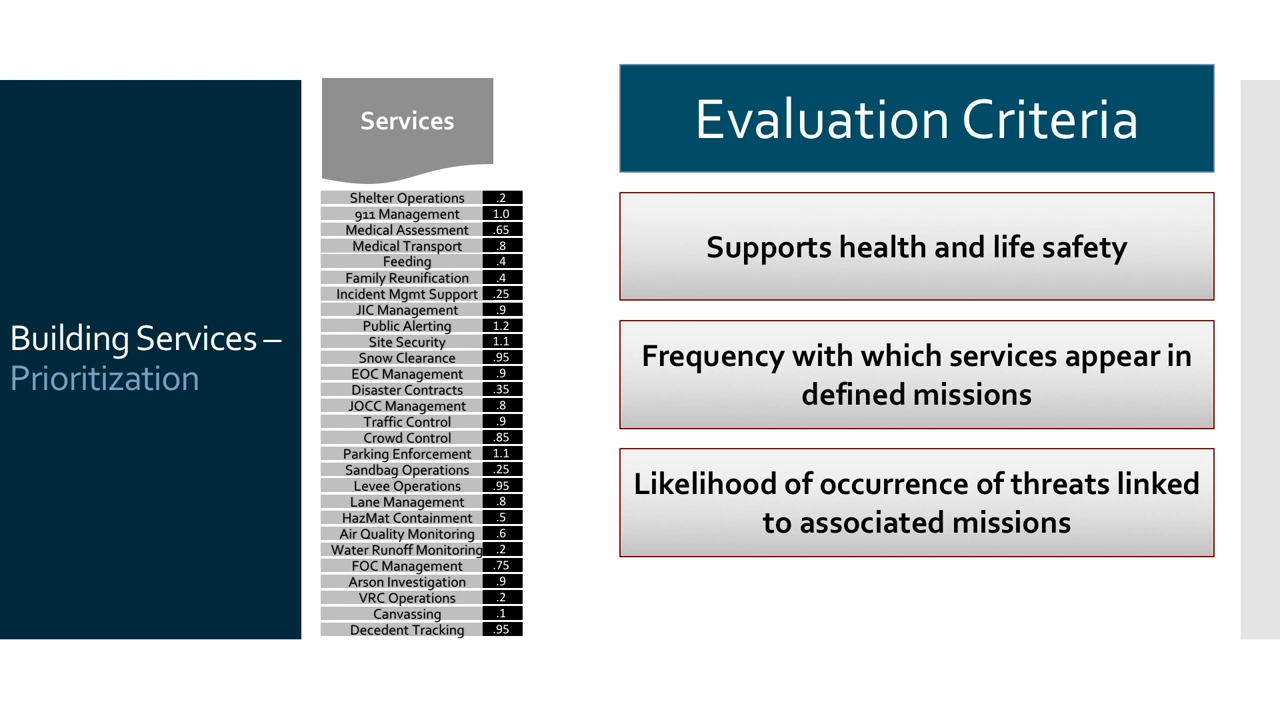 Building Services –
Prioritization
Services
Shelter Operations .2
911 Management 1.0
Medical Assessment .65
Medical Transport .8
Feeding .4
Family Reunification .4
Incident Mgmt Support .25
JIC Management .9
Public Alerting 1.2
Site Security 1.1
Snow Clearance .95
EOC Management .9
Disaster Contracts .35
JOCC Management .8
Traffic Control .9
Crowd Control .85
Parking Enforcement 1.1
Sandbag Operations .25
Levee Operations .95
Lane Management .8
HazMat Containment .5
Air Quality Monitoring .6
Water Runoff Monitoring .2
FOC Management .75
Arson Investigation .9
VRC Operations .2
Canvassing .1
Decedent Tracking .95
Evaluation Criteria
Supports health and life safety
Frequency with which services appear in
defined missions
Likelihood of occurrence of threats linked
to associated missions